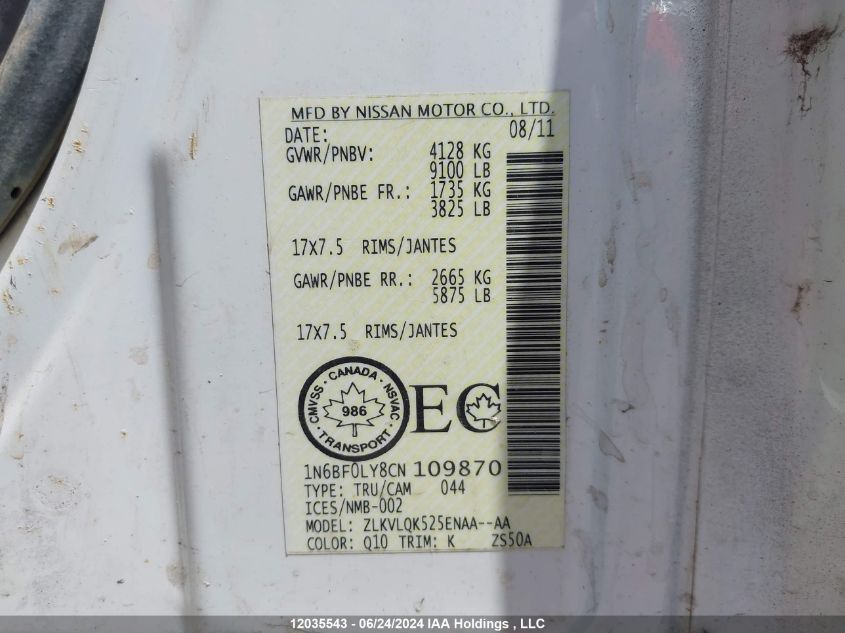 MFD BY NISSAN MOTOR CO., LTD.
DATE: 08/11
GVWR/PNBV: 4128 KG
9100 LB
GAWR/PNBE FR.: 1735 KG
3825 LB
17X7.5 RIMS/JANTES
GAWR/PNBE RR.: 2665 KG
5875 LB
17X7.5 RIMS/JANTES
CMVSS · CANADA · NSVAC
986
· TRANSPORT ·
EC
1N6BF0LY8CN 109870
TYPE: TRU/CAM 044
ICES/NMB-002
MODEL: ZLKVLQK525ENAA--AA
COLOR: Q10 TRIM: K ZS50A
12035543 - 06/24/2024 IAA Holdings , LLC